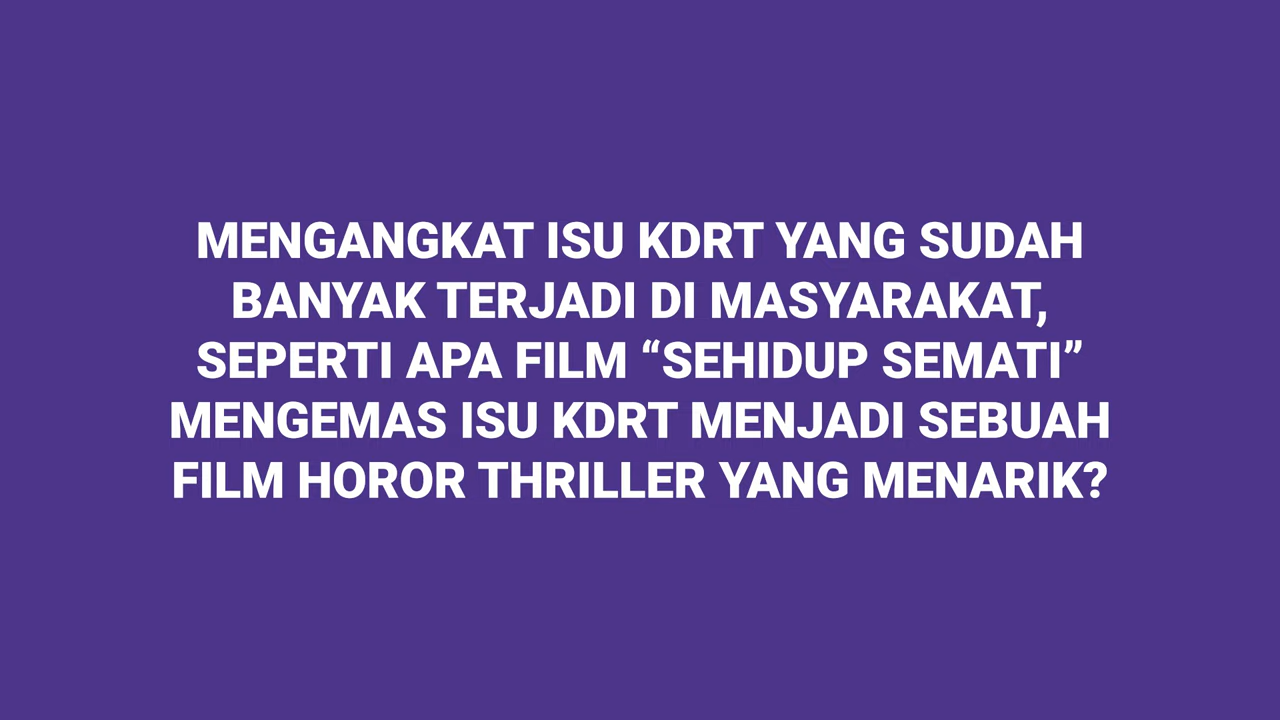 MENGANGKAT ISU KDRT YANG SUDAH
BANYAK TERJADI DI MASYARAKAT,
SEPERTI APA FILM “SEHIDUP SEMATI”
MENGEMAS ISU KDRT MENJADI SEBUAH
FILM HOROR THRILLER YANG MENARIK?